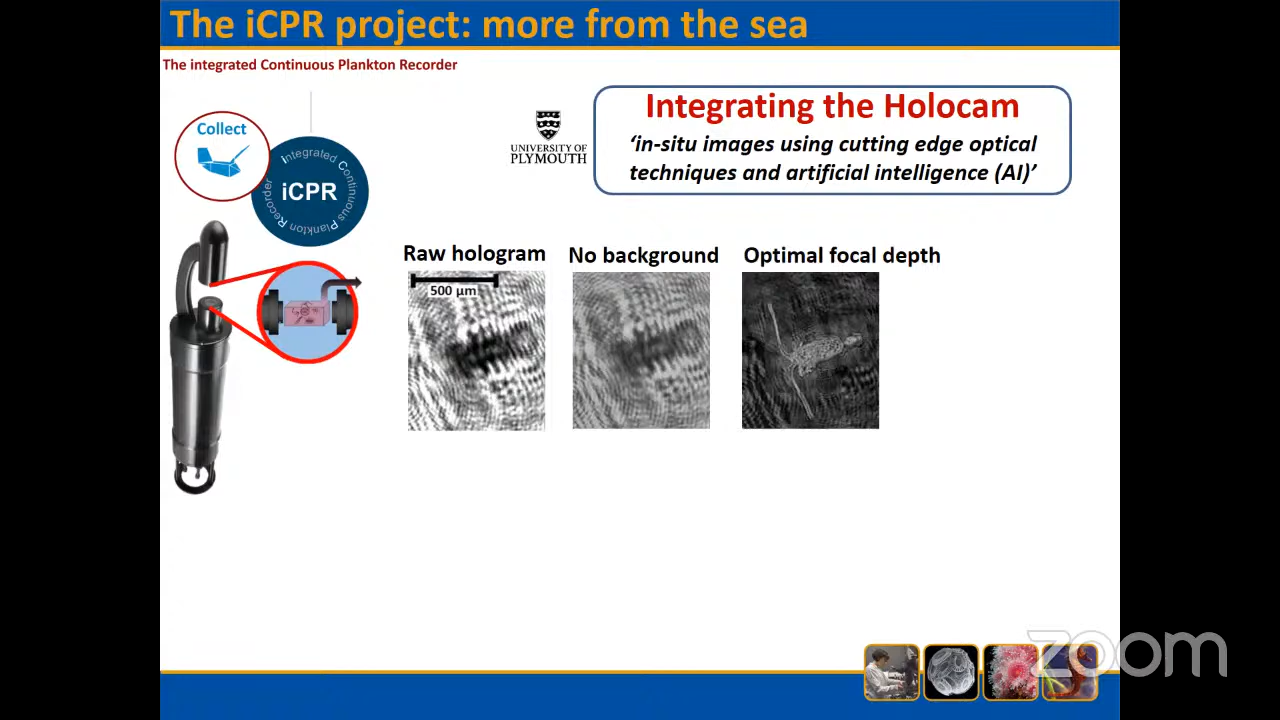 The iCPR project: more from the sea
The integrated Continuous Plankton Recorder
Collect
Integrated Continuous Plankton Recorder
iCPR
UNIVERSITY OF
PLYMOUTH
Integrating the Holocam
‘in-situ images using cutting edge optical
techniques and artificial intelligence (AI)’
Raw hologram
No background
Optimal focal depth
500 µm
zoom